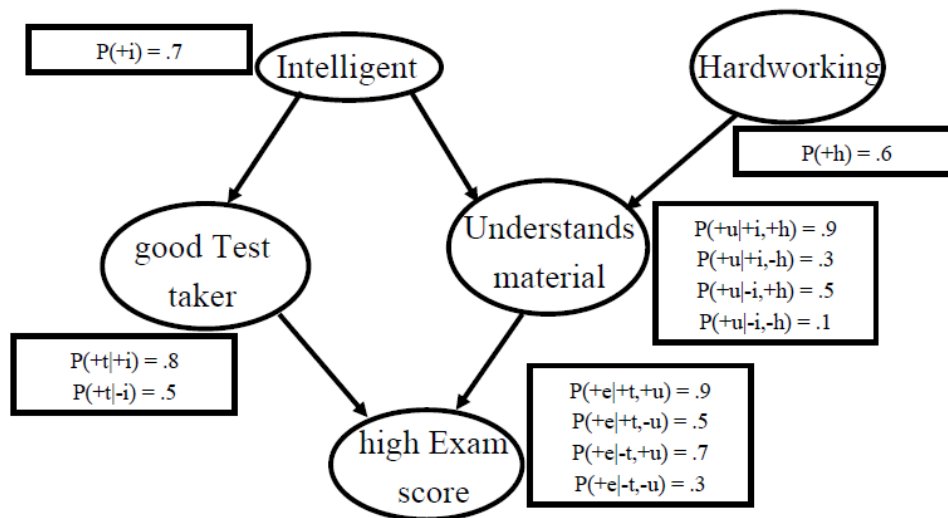 P(+i) = .7
Intelligent
Hardworking
P(+h) = .6
good Test
taker
Understands
material
P(+u|+i,+h) = .9
P(+u|+i,-h) = .3
P(+u|-i,+h) = .5
P(+u|-i,-h) = .1
P(+t|+i) = .8
P(+t|-i) = .5
high Exam
score
P(+e|+t,+u) = .9
P(+e|+t,-u) = .5
P(+e|-t,+u) = .7
P(+e|-t,-u) = .3